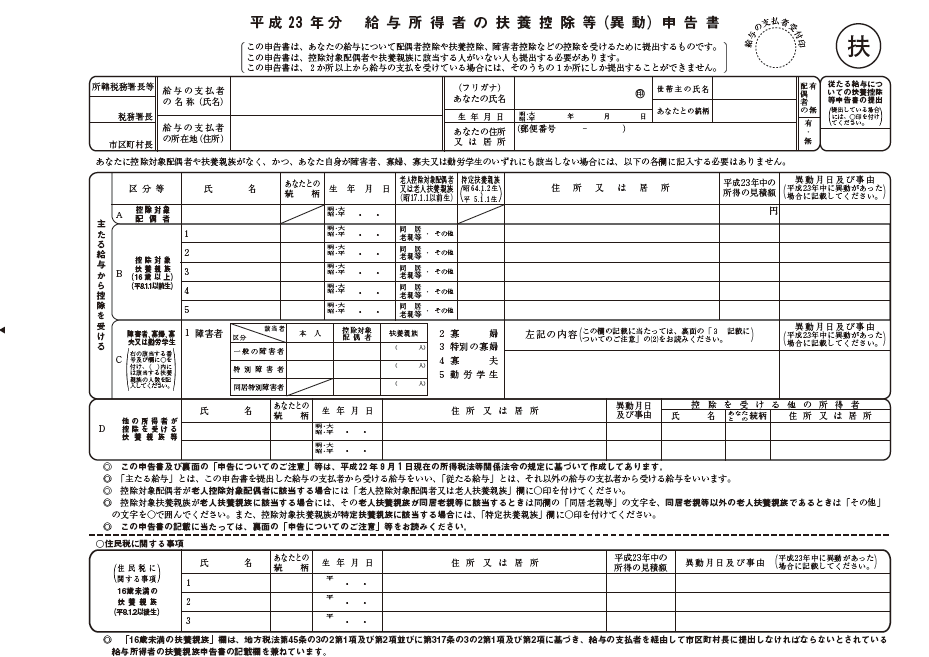 平成23年分 給与所得者の扶養控除等(異動)申告書
給与の支払者受付印
扶
この申告書は、あなたの給与について配偶者控除や扶養控除、障害者控除などの控除を受けるために提出するものです。
この申告書は、控除対象配偶者や扶養親族に該当する人がいない人も提出する必要があります。
この申告書は、2か所以上から給与の支払を受けている場合には、そのうちの1か所にしか提出することができません。
所轄税務署長等
税務署長
市区町村長
給与の支払者の名称(氏名)
給与の支払者の所在地(住所)
(フリガナ)
あなたの氏名
㊞
生年月日
明・大
昭・平
年 月 日
あなたの住所又は居所
(郵便番号 - )
世帯主の氏名
あなたとの続柄
配偶者の有無
有・無
従たる給与についての扶養控除等申告書の提出
(提出している場合には、○印を付けてください。)
あなたに控除対象配偶者や扶養親族がなく、かつ、あなた自身が障害者、寡婦、寡夫又は勤労学生のいずれにも該当しない場合には、以下の各欄に記入する必要はありません。
主たる給与から控除を受ける
区分等
氏 名
あなたとの続柄
生年月日
老人控除対象配偶者又は老人扶養親族(昭17.1.1以前生)
特定扶養親族(昭64.1.2生~平5.1.1生)
住所又は居所
平成23年中の所得の見積額
異動月日及び事由
(平成23年中に異動があった場合に記載してください。)
A 控除対象配偶者
明・大
昭・平 ・ ・
円
B 控除対象扶養親族(16歳以上)(平8.1.1以前生)
1 明・大 昭・平 ・ ・ 同居老親等 ・ その他
2 明・大 昭・平 ・ ・ 同居老親等 ・ その他
3 明・大 昭・平 ・ ・ 同居老親等 ・ その他
4 明・大 昭・平 ・ ・ 同居老親等 ・ その他
5 明・大 昭・平 ・ ・ 同居老親等 ・ その他
C 障害者、寡婦、寡夫又は勤労学生
(右の該当する番号及び欄に○を付け、( )内には該当する扶養親族の人数を記入してください。)
1 障害者
該当者
区分
本人
控除対象配偶者
扶養親族
一般の障害者 ( 人)
特別障害者 ( 人)
同居特別障害者 ( 人)
2 寡婦
3 特別の寡婦
4 寡夫
5 勤労学生
左記の内容(この欄の記載に当たっては、裏面の「3 記載についてのご注意」の(2)をお読みください。)
異動月日及び事由
(平成23年中に異動があった場合に記載してください。)
D 他の所得者が控除を受ける扶養親族等
氏 名
あなたとの続柄
生年月日
住所又は居所
異動月日及び事由
控除を受ける他の所得者
氏 名
あなたとの続柄
住所又は居所
明・大
昭・平 ・ ・
明・大
昭・平 ・ ・
◎ この申告書及び裏面の「申告についてのご注意」等は、平成22年9月1日現在の所得税法等関係法令の規定に基づいて作成してあります。
◎ 「主たる給与」とは、この申告書を提出した給与の支払者から受ける給与をいい、「従たる給与」とは、それ以外の給与の支払者から受ける給与をいいます。
◎ 控除対象配偶者が老人控除対象配偶者に該当する場合には「老人控除対象配偶者又は老人扶養親族」欄に○印を付けてください。
◎ 控除対象扶養親族が老人扶養親族に該当する場合には、その老人扶養親族が同居老親等に該当するときは同欄の「同居老親等」の文字を、同居老親等以外の老人扶養親族であるときは「その他」
の文字を○で囲んでください。また、控除対象扶養親族が特定扶養親族に該当する場合には、「特定扶養親族」欄に○印を付けてください。
◎ この申告書の記載に当たっては、裏面の「申告についてのご注意」等をお読みください。
○住民税に関する事項
(住民税に関する事項)
16歳未満の扶養親族(平8.1.2以後生)
氏 名
あなたとの続柄
生年月日
住所又は居所
平成23年中の所得の見積額
異動月日及び事由
(平成23年中に異動があった場合に記載してください。)
1 平 ・ ・
2 平 ・ ・
3 平 ・ ・
◎ 「16歳未満の扶養親族」欄は、地方税法第45条の3の2第1項及び第2項並びに第317条の3の2第1項及び第2項に基づき、給与の支払者を経由して市区町村長に提出しなければならないとされている
給与所得者の扶養親族申告書の記載欄を兼ねています。